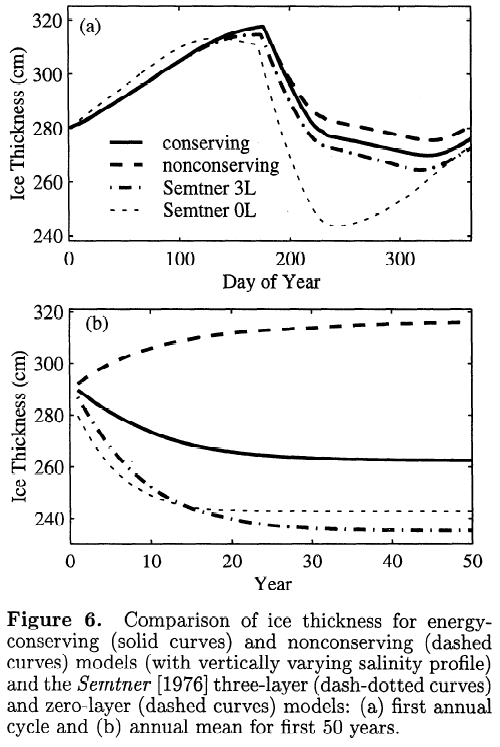 320
(a)
300
280
260
240
Ice Thickness (cm)
conserving
nonconserving
Semtner 3L
Semtner 0L
0 100 200 300
Day of Year
320
(b)
300
280
260
240
Ice Thickness (cm)
0 10 20 30 40 50
Year
Figure 6. Comparison of ice thickness for energy-
conserving (solid curves) and nonconserving (dashed
curves) models (with vertically varying salinity profile)
and the Semtner [1976] three-layer (dash-dotted curves)
and zero-layer (dashed curves) models: (a) first annual
cycle and (b) annual mean for first 50 years.